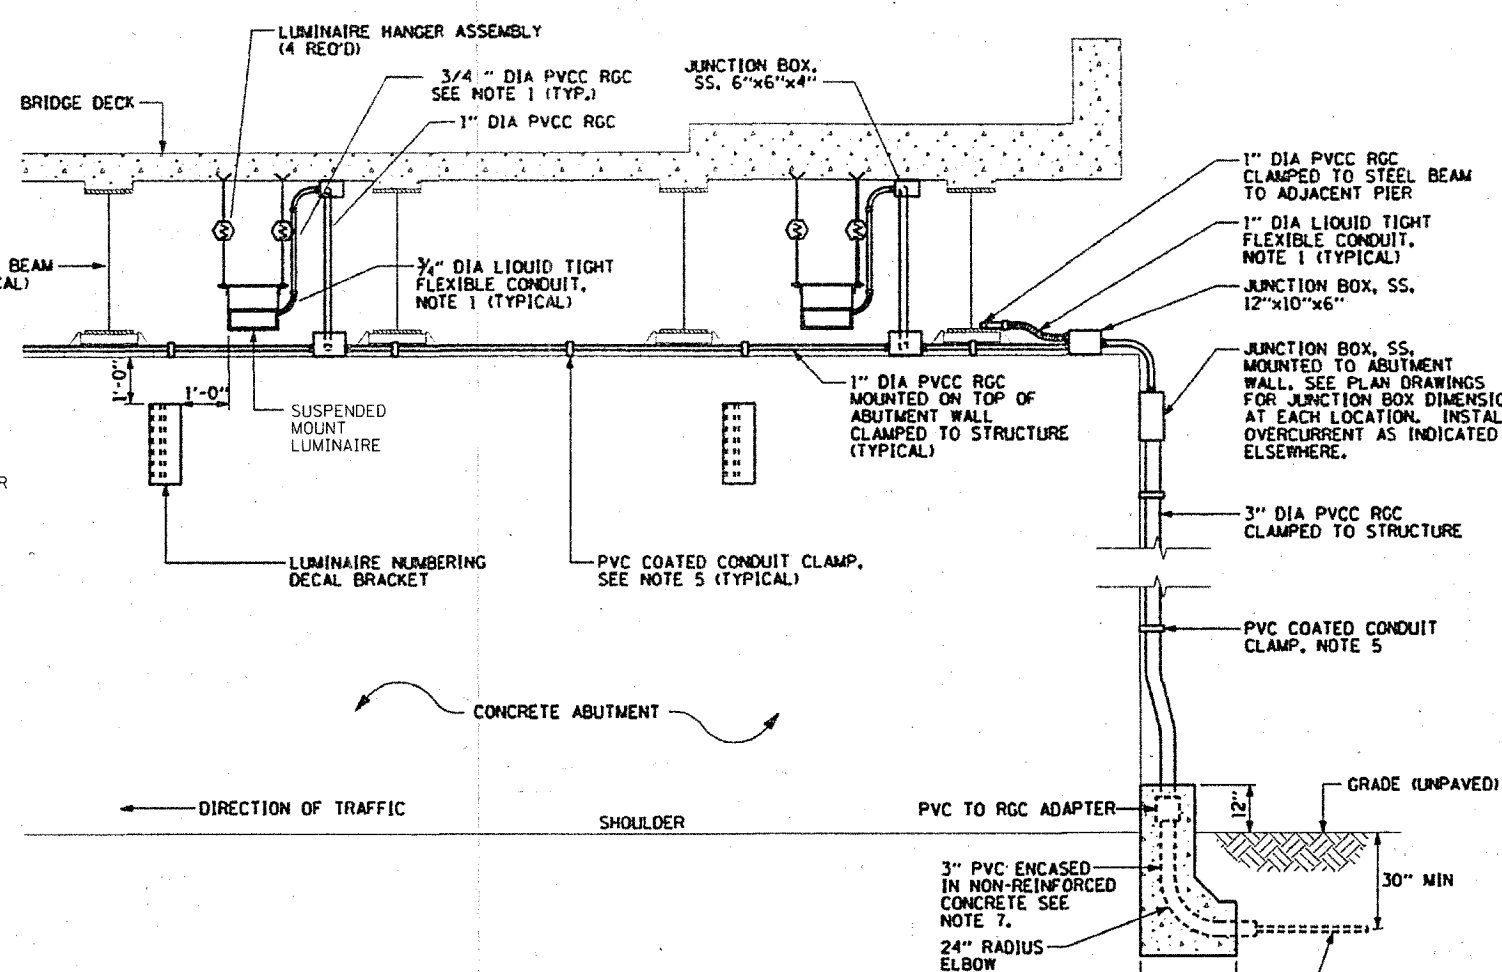 LUMINAIRE HANGER ASSEMBLY
(4 REQ'D)
3/4 " DIA PVCC RGC
SEE NOTE 1 (TYP.)
1" DIA PVCC RGC
JUNCTION BOX,
SS, 6"x6"x4"
BRIDGE DECK
1" DIA PVCC RGC
CLAMPED TO STEEL BEAM
TO ADJACENT PIER
1" DIA LIQUID TIGHT
FLEXIBLE CONDUIT,
NOTE 1 (TYPICAL)
BEAM
CAL)
3/4" DIA LIQUID TIGHT
FLEXIBLE CONDUIT,
NOTE 1 (TYPICAL)
JUNCTION BOX, SS,
12"x10"x6"
JUNCTION BOX, SS,
MOUNTED TO ABUTMENT
WALL. SEE PLAN DRAWINGS
FOR JUNCTION BOX DIMENSIO
AT EACH LOCATION. INSTAL
OVERCURRENT AS INDICATED
ELSEWHERE.
1'-0"
1'-0"
SUSPENDED
MOUNT
LUMINAIRE
1" DIA PVCC RGC
MOUNTED ON TOP OF
ABUTMENT WALL
CLAMPED TO STRUCTURE
(TYPICAL)
R
3" DIA PVCC RGC
CLAMPED TO STRUCTURE
LUMINAIRE NUMBERING
DECAL BRACKET
PVC COATED CONDUIT CLAMP,
SEE NOTE 5 (TYPICAL)
PVC COATED CONDUIT
CLAMP, NOTE 5
CONCRETE ABUTMENT
DIRECTION OF TRAFFIC
SHOULDER
PVC TO RGC ADAPTER
12"
GRADE (UNPAVED)
3" PVC ENCASED
IN NON-REINFORCED
CONCRETE SEE
NOTE 7.
30" MIN
24" RADIUS
ELBOW